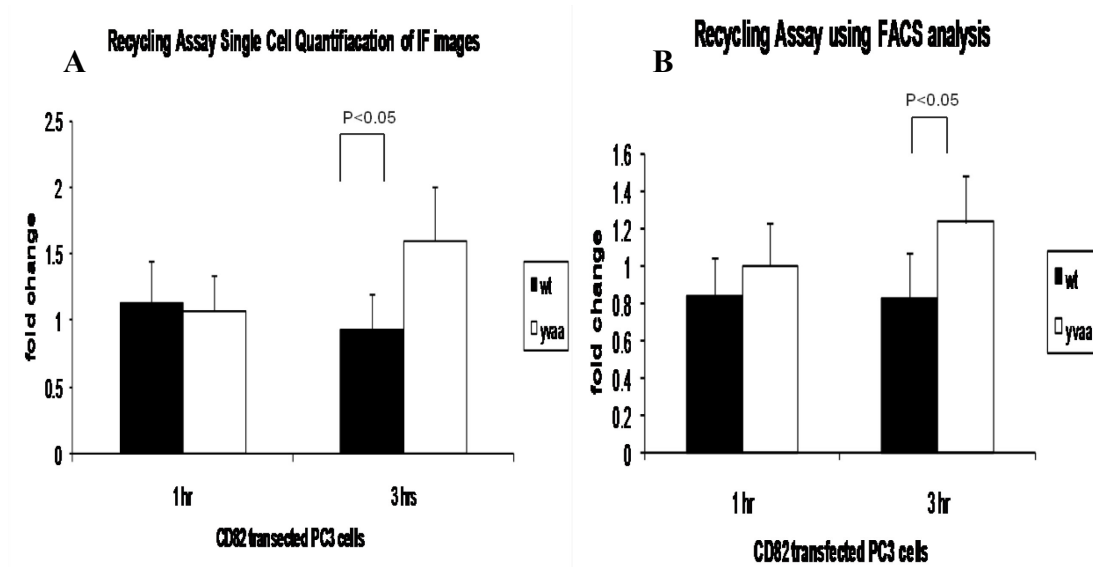 Recycling Assay Single Cell Quantifiacation of IF images
A
P<0.05
2.5
2
1.5
1
0.5
0
fold change
wt
yvaa
1 hr
3 hrs
CD82 transected PC3 cells
Recycling Assay using FACS analysis
B
P<0.05
1.6
1.4
1.2
1
0.8
0.6
0.4
0.2
0
fold change
wt
yvaa
1 hr
3 hr
CD82 transfected PC3 cells